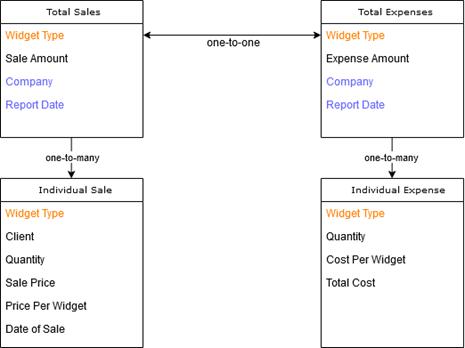 Total Sales
Widget Type
Sale Amount
Company
Report Date
one-to-one
Total Expenses
Widget Type
Expense Amount
Company
Report Date
one-to-many
one-to-many
Individual Sale
Widget Type
Client
Quantity
Sale Price
Price Per Widget
Date of Sale
Individual Expense
Widget Type
Quantity
Cost Per Widget
Total Cost